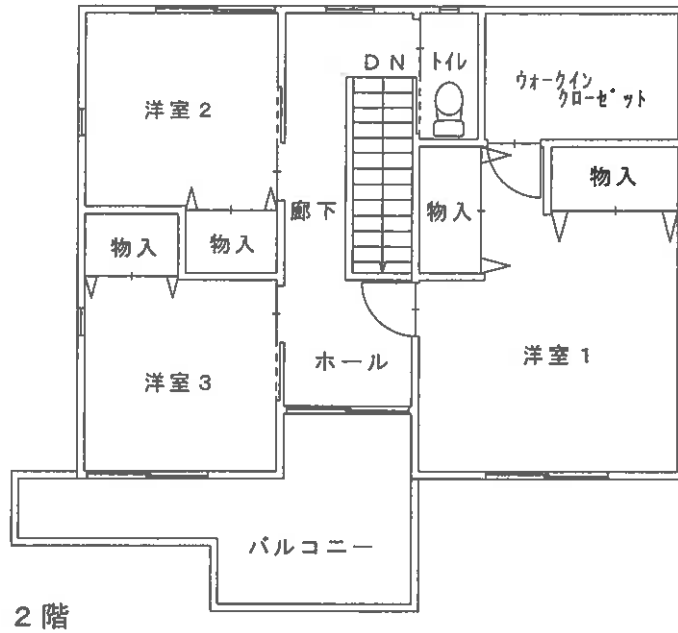 DN
トイレ
ウォークイン
クローゼット
洋室2
物入
廊下
物入
物入
物入
洋室1
ホール
洋室3
バルコニー
2階